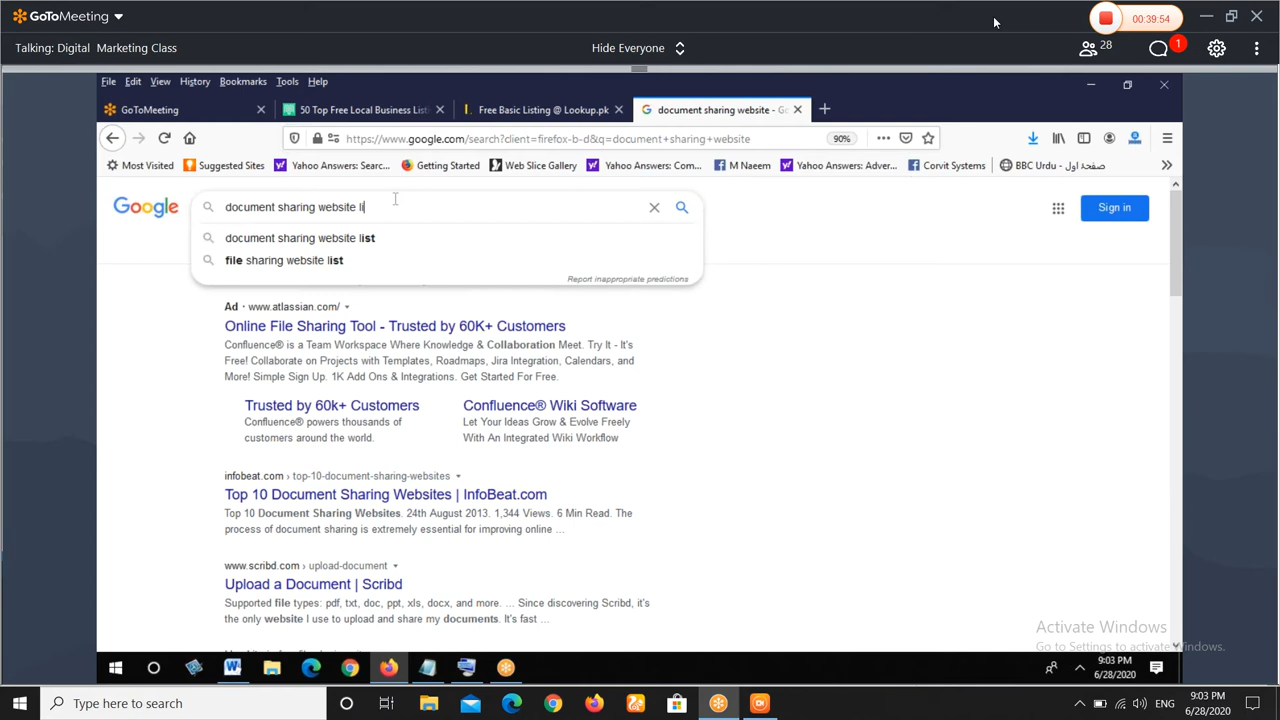 GoToMeeting
00:39:54
Talking: Digital Marketing Class
Hide Everyone
28
1
File Edit View History Bookmarks Tools Help
GoToMeeting
50 Top Free Local Business List
Free Basic Listing @ Lookup.pk
document sharing website - Go
https://www.google.com/search?client=firefox-b-d&q=document+sharing+website
90%
Most Visited
Suggested Sites
Yahoo Answers: Searc...
Getting Started
Web Slice Gallery
Yahoo Answers: Com...
M Naeem
Yahoo Answers: Adver...
Corvit Systems
BBC Urdu - صفحۂ اول
Google
document sharing website li
Sign in
document sharing website list
file sharing website list
Report inappropriate predictions
Ad · www.atlassian.com/
Online File Sharing Tool - Trusted by 60K+ Customers
Confluence® is a Team Workspace Where Knowledge & Collaboration Meet. Try It - It's
Free! Collaborate on Projects with Templates, Roadmaps, Jira Integration, Calendars, and
More! Simple Sign Up. 1K Add Ons & Integrations. Get Started For Free.
Trusted by 60k+ Customers
Confluence® powers thousands of
customers around the world.
Confluence® Wiki Software
Let Your Ideas Grow & Evolve Freely
With An Integrated Wiki Workflow
infobeat.com › top-10-document-sharing-websites
Top 10 Document Sharing Websites | InfoBeat.com
Top 10 Document Sharing Websites. 24th August 2013. 1,344 Views. 6 Min Read. The
process of document sharing is extremely essential for improving online ...
www.scribd.com › upload-document
Upload a Document | Scribd
Supported file types: pdf, txt, doc, ppt, xls, docx, and more. ... Since discovering Scribd, it's
the only website I use to upload and share my documents. It's fast ...
Activate Windows
Go to Settings to activate Windows.
9:03 PM
6/28/2020
Type here to search
ENG
9:03 PM
6/28/2020